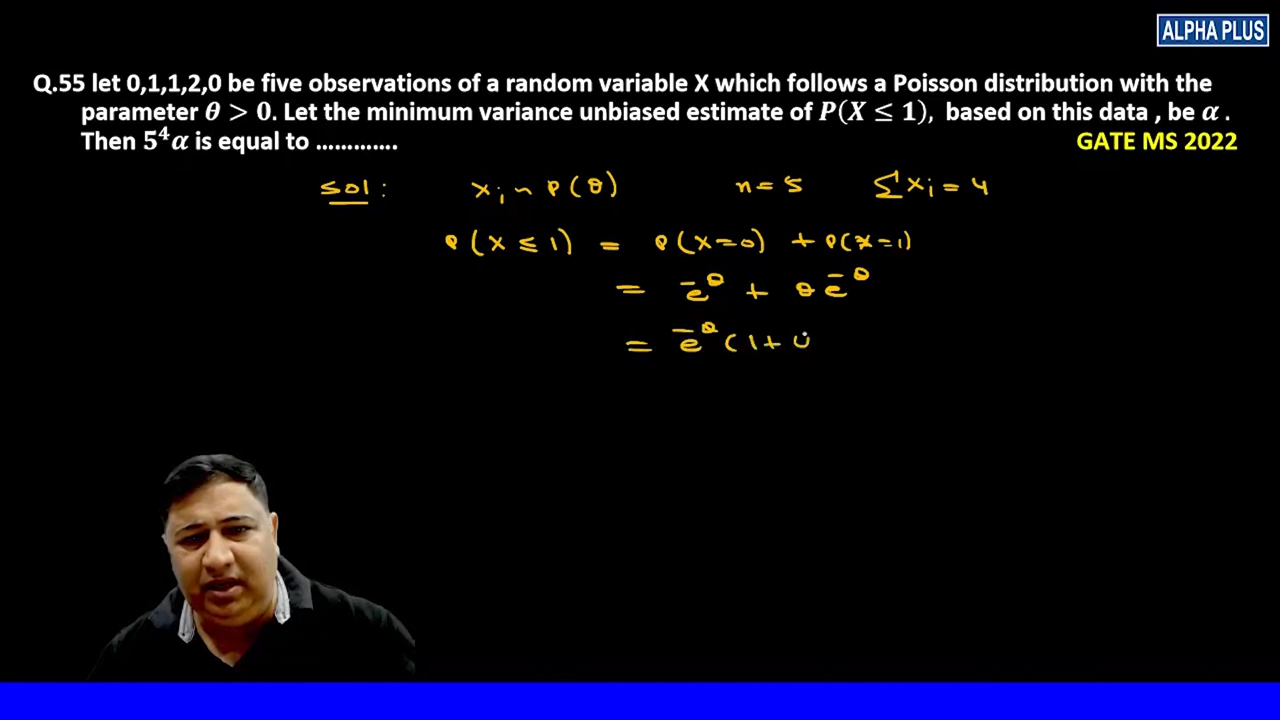 ALPHA PLUS
Q.55 let 0,1,1,2,0 be five observations of a random variable X which follows a Poisson distribution with the
parameter θ > 0. Let the minimum variance unbiased estimate of P(X ≤ 1), based on this data , be α .
Then 5⁴α is equal to .............
GATE MS 2022
Sol: Xᵢ ~ P(θ) n = 5 ΣXᵢ = 4
P(X ≤ 1) = P(X=0) + P(X=1)
= e^-θ + θ e^-θ
= e^-θ (1+